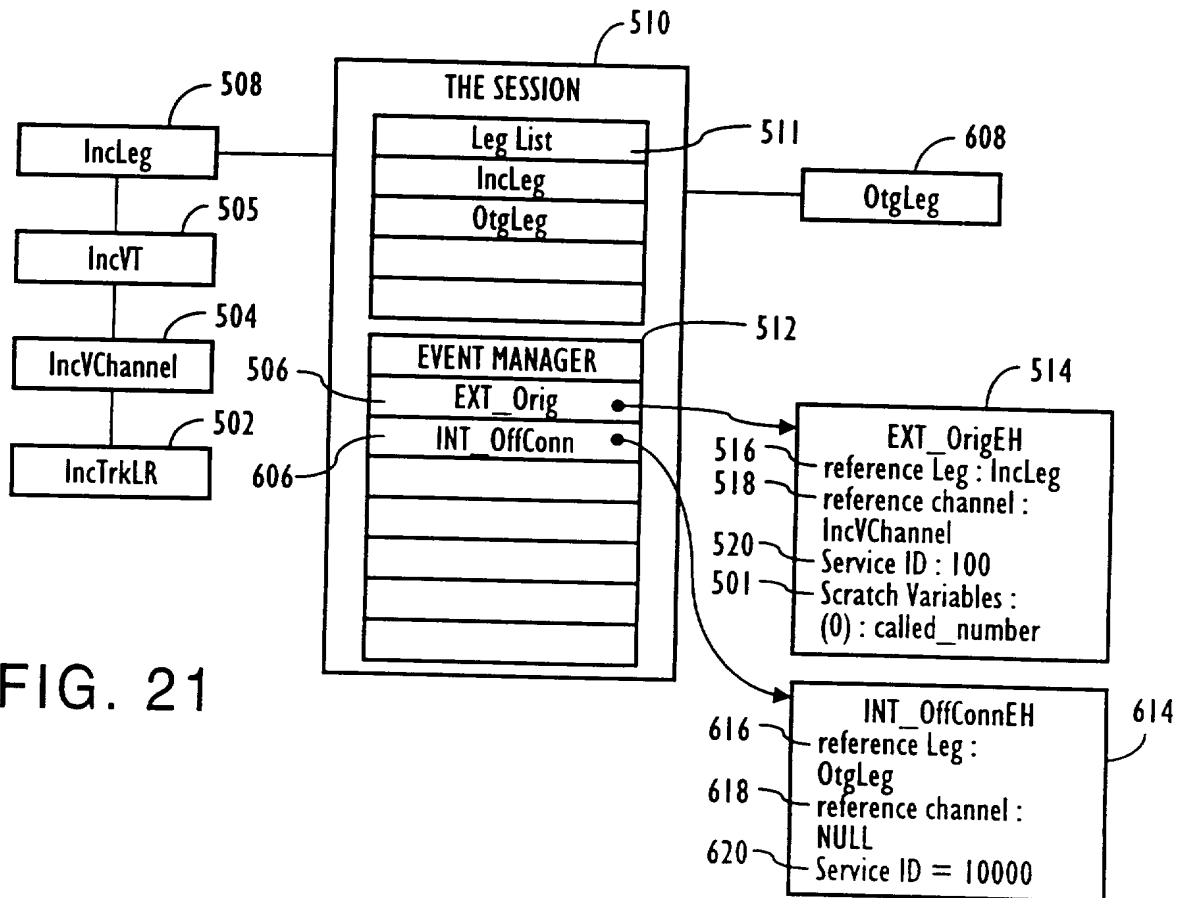 510
THE SESSION
508
IncLeg
Leg List
511
IncLeg
OtgLeg
608
OtgLeg
505
IncVT
504
IncVChannel
512
EVENT MANAGER
506
EXT_Orig
INT_OffConn
606
502
IncTrkLR
514
EXT_OrigEH
516
reference Leg : IncLeg
518
reference channel :
IncVChannel
520
Service ID : 100
501
Scratch Variables :
(0) : called_number
FIG. 21
INT_OffConnEH
614
616
reference Leg :
OtgLeg
618
reference channel :
NULL
620
Service ID = 10000